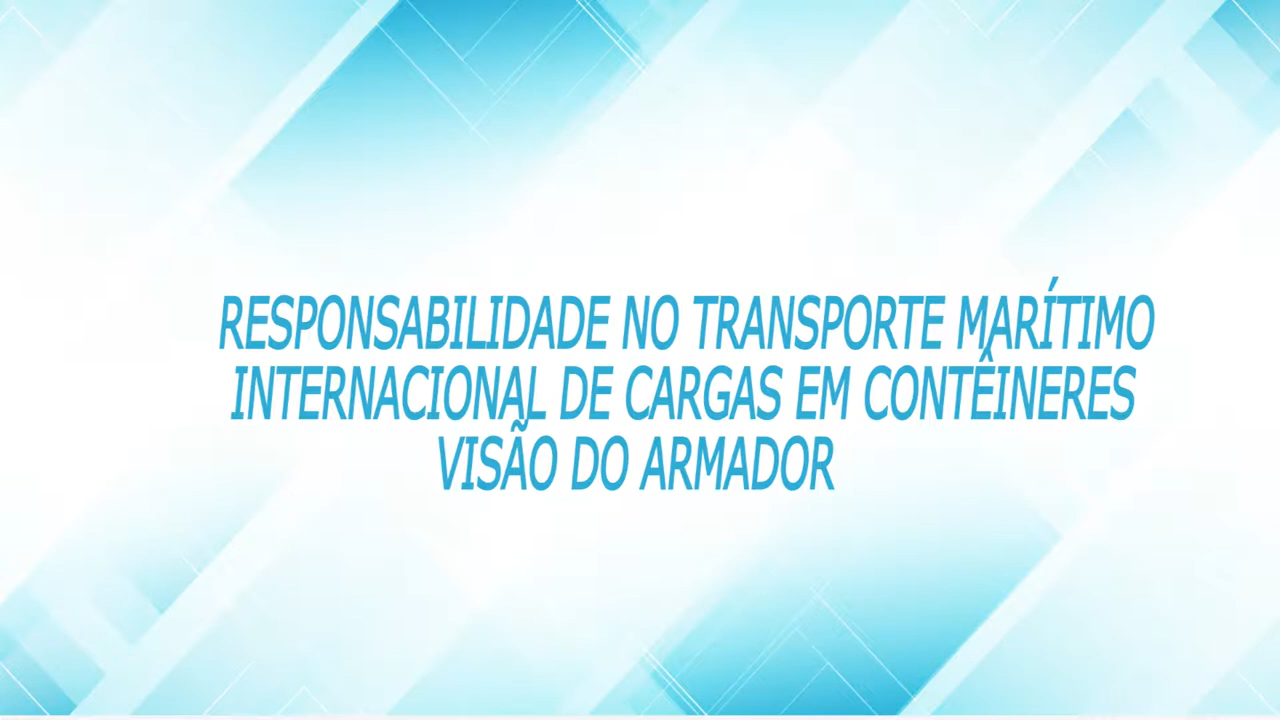 RESPONSABILIDADE NO TRANSPORTE MARÍTIMO
INTERNACIONAL DE CARGAS EM CONTÊINERES
VISÃO DO ARMADOR